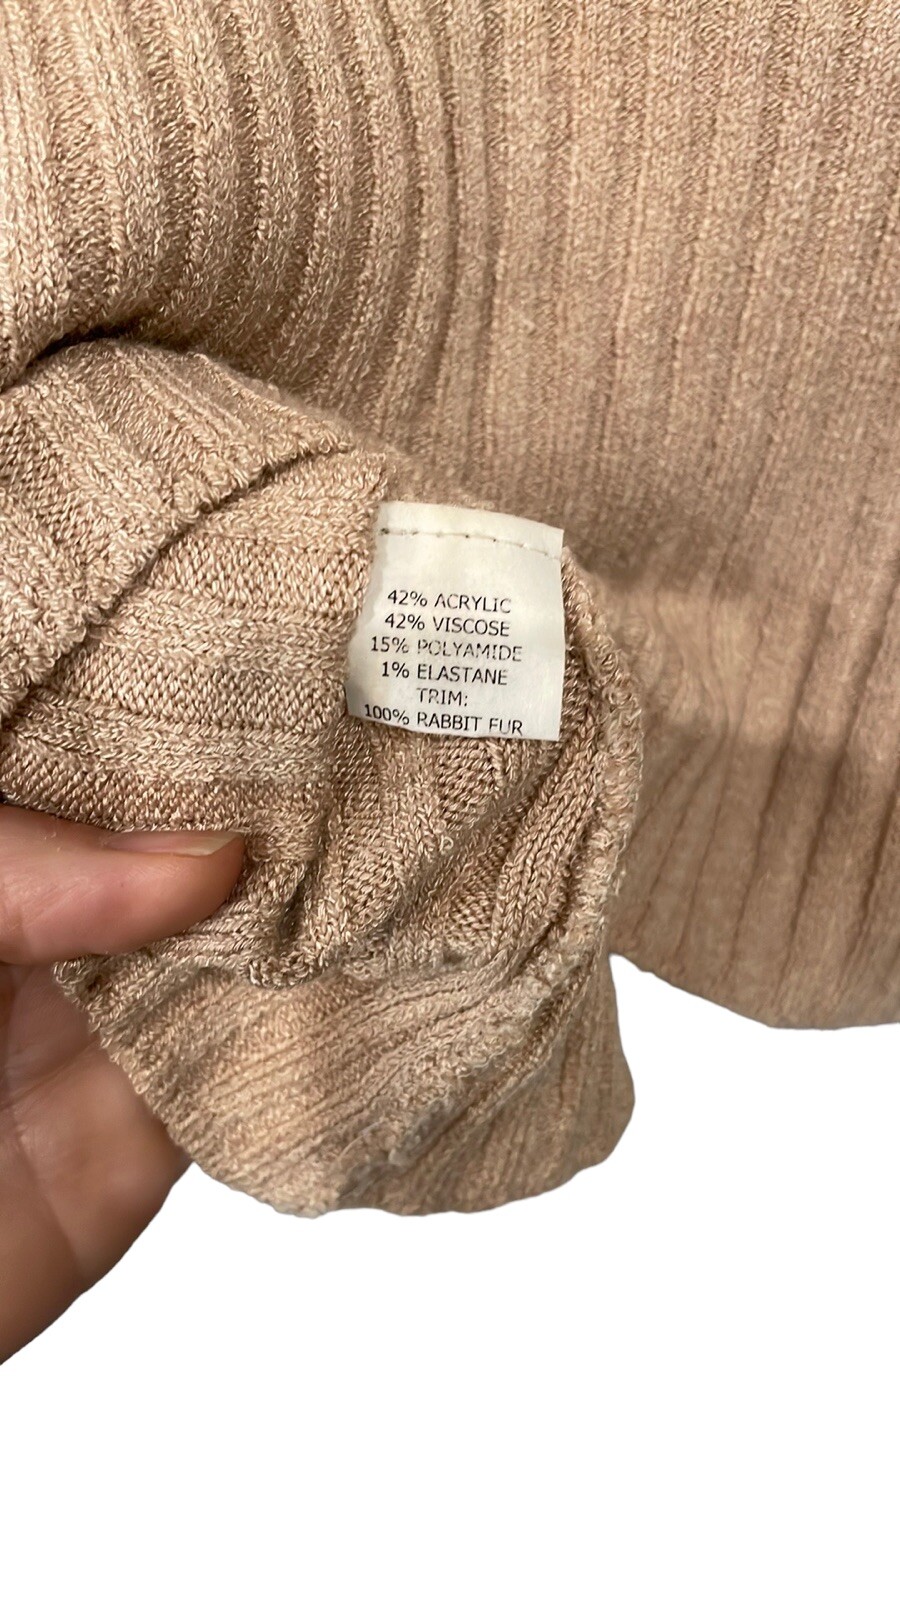 42% ACRYLIC
42% VISCOSE
15% POLYAMIDE
1% ELASTANE
TRIM:
100% RABBIT FUR